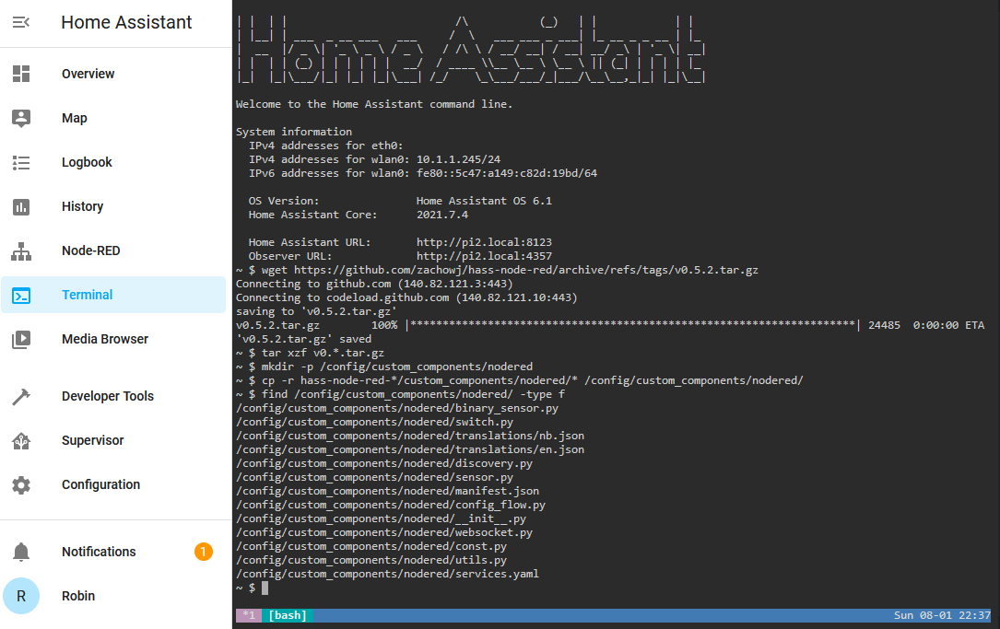 Home Assistant
Overview
Map
Logbook
History
Node-RED
Terminal
Media Browser
Developer Tools
Supervisor
Configuration
Notifications 1
R Robin
Home Assistant
Welcome to the Home Assistant command line.
System information
IPv4 addresses for eth0:
IPv4 addresses for wlan0: 10.1.1.245/24
IPv6 addresses for wlan0: fe80::5c47:a149:c82d:19bd/64
OS Version: Home Assistant OS 6.1
Home Assistant Core: 2021.7.4
Home Assistant URL: http://pi2.local:8123
Observer URL: http://pi2.local:4357
~ $ wget https://github.com/zachowj/hass-node-red/archive/refs/tags/v0.5.2.tar.gz
Connecting to github.com (140.82.121.3:443)
Connecting to codeload.github.com (140.82.121.10:443)
saving to 'v0.5.2.tar.gz'
v0.5.2.tar.gz 100% |*********************************************************************| 24485 0:00:00 ETA
'v0.5.2.tar.gz' saved
~ $ tar xzf v0.*.tar.gz
~ $ mkdir -p /config/custom_components/nodered
~ $ cp -r hass-node-red-*/custom_components/nodered/* /config/custom_components/nodered/
~ $ find /config/custom_components/nodered/ -type f
/config/custom_components/nodered/binary_sensor.py
/config/custom_components/nodered/switch.py
/config/custom_components/nodered/translations/nb.json
/config/custom_components/nodered/translations/en.json
/config/custom_components/nodered/discovery.py
/config/custom_components/nodered/sensor.py
/config/custom_components/nodered/manifest.json
/config/custom_components/nodered/config_flow.py
/config/custom_components/nodered/__init__.py
/config/custom_components/nodered/websocket.py
/config/custom_components/nodered/const.py
/config/custom_components/nodered/utils.py
/config/custom_components/nodered/services.yaml
~ $
*1 [bash] Sun 08-01 22:37